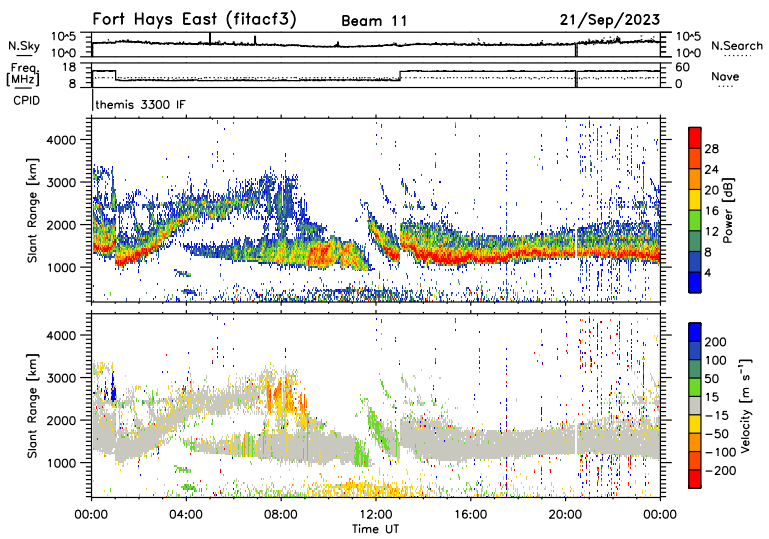 Fort Hays East (fitacf3)
Beam 11
21/Sep/2023
N.Sky
10^5
10^0
10^5
10^0
N.Search
Freq.
[MHz]
18
8
60
0
Nave
CPID
themis 3300 IF
Slant Range [km]
4000
3000
2000
1000
28
24
20
16
12
8
4
Power [dB]
Slant Range [km]
4000
3000
2000
1000
200
100
50
15
-15
-50
-100
-200
Velocity [m s⁻¹]
00:00
04:00
08:00
12:00
16:00
20:00
00:00
Time UT